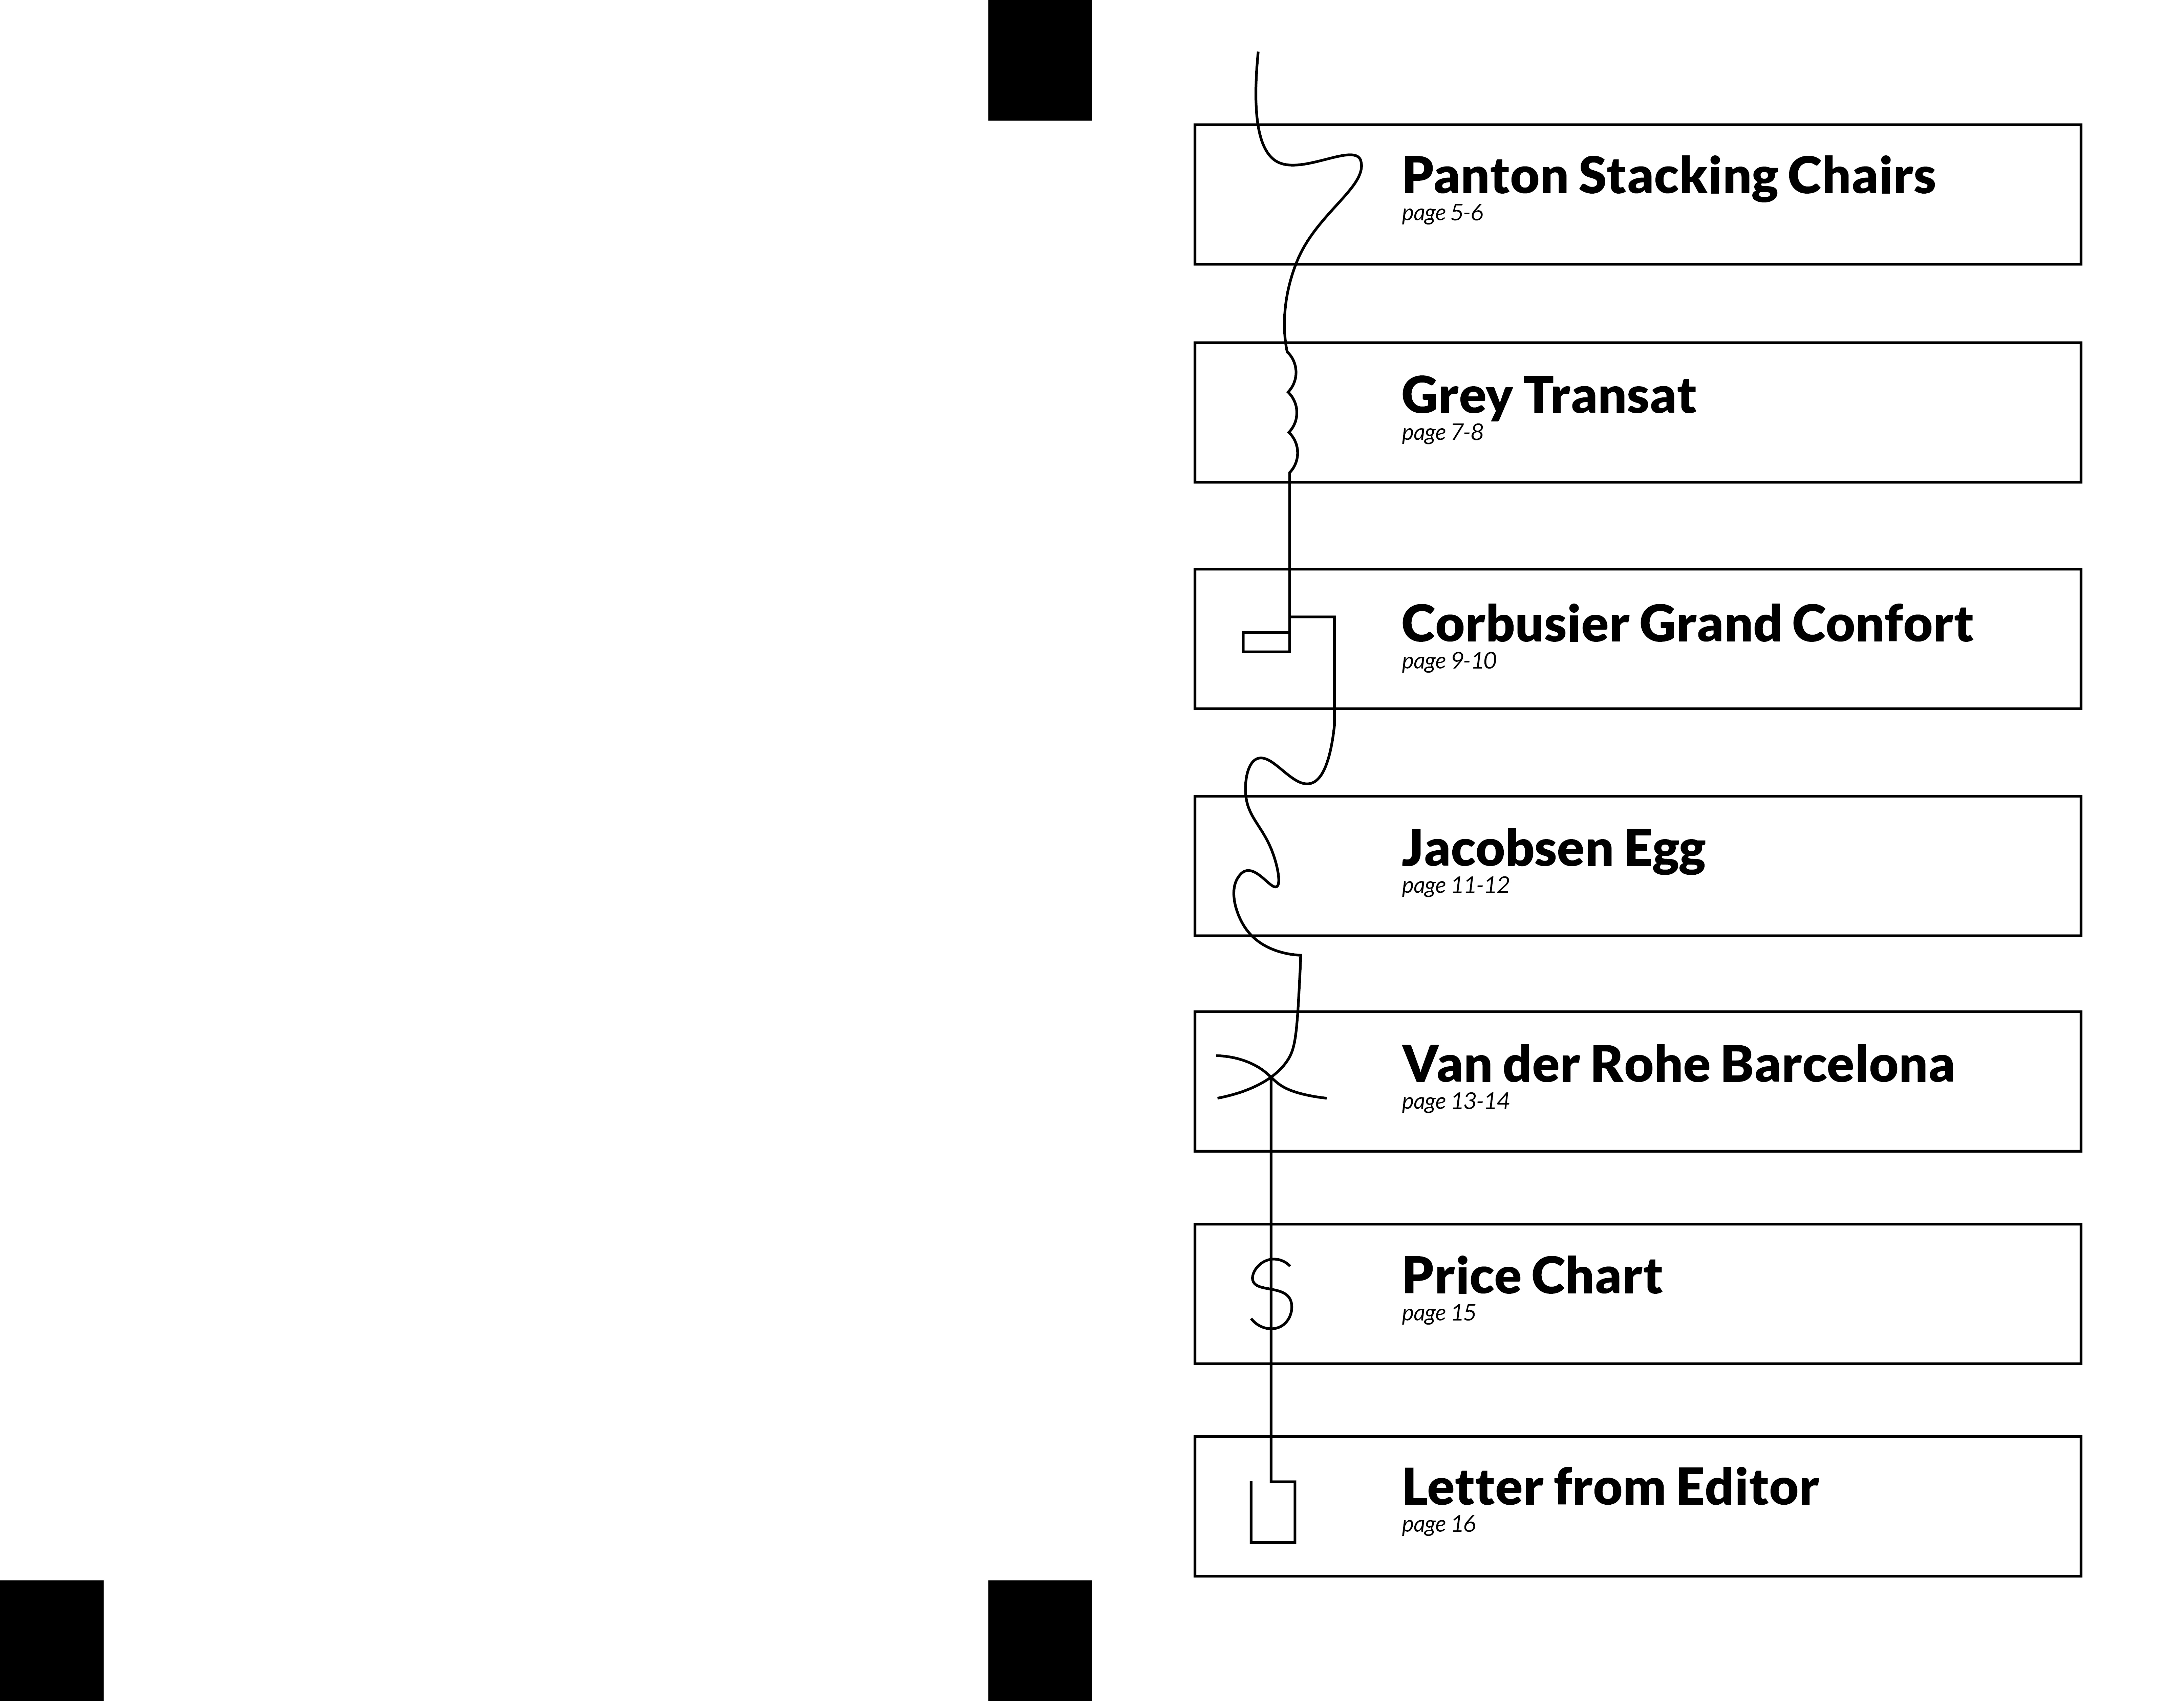 Panton Stacking Chairs
page 5-6
Grey Transat
page 7-8
Corbusier Grand Confort
page 9-10
Jacobsen Egg
page 11-12
Van der Rohe Barcelona
page 13-14
$
Price Chart
page 15
Letter from Editor
page 16